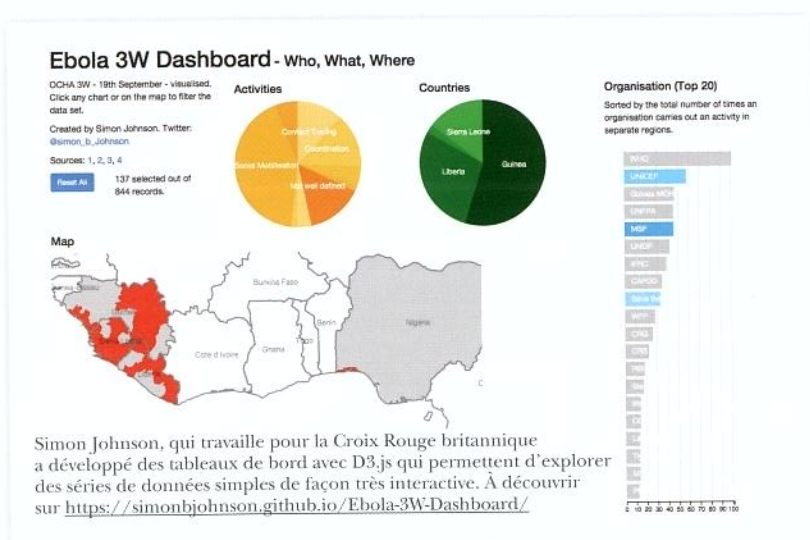 Ebola 3W Dashboard - Who, What, Where
OCHA 3W - 19th September - visualised.
Click any chart or on the map to filter the
data set.
Created by Simon Johnson. Twitter:
@simon_b_Johnson
Sources: 1, 2, 3, 4
Reset All
137 selected out of
844 records.
Activities
Contact Tracing
Coordination
Social Mobilisation
Not well defined
Countries
Sierra Leone
Guinea
Liberia
Organisation (Top 20)
Sorted by the total number of times an
organisation carries out an activity in
separate regions.
WHO
UNICEF
Guinea MOH
UNFPA
MSF
UNDP
IFRC
Save the
WFP
CRS
0 10 20 30 40 50 60 70 80 90 100
Map
Burkina Faso
Benin
Nigeria
Togo
Ghana
Cote d'Ivoire
Simon Johnson, qui travaille pour la Croix Rouge britannique
a développé des tableaux de bord avec D3.js qui permettent d'explorer
des séries de données simples de façon très interactive. À découvrir
sur https://simonbjohnson.github.io/Ebola-3W-Dashboard/